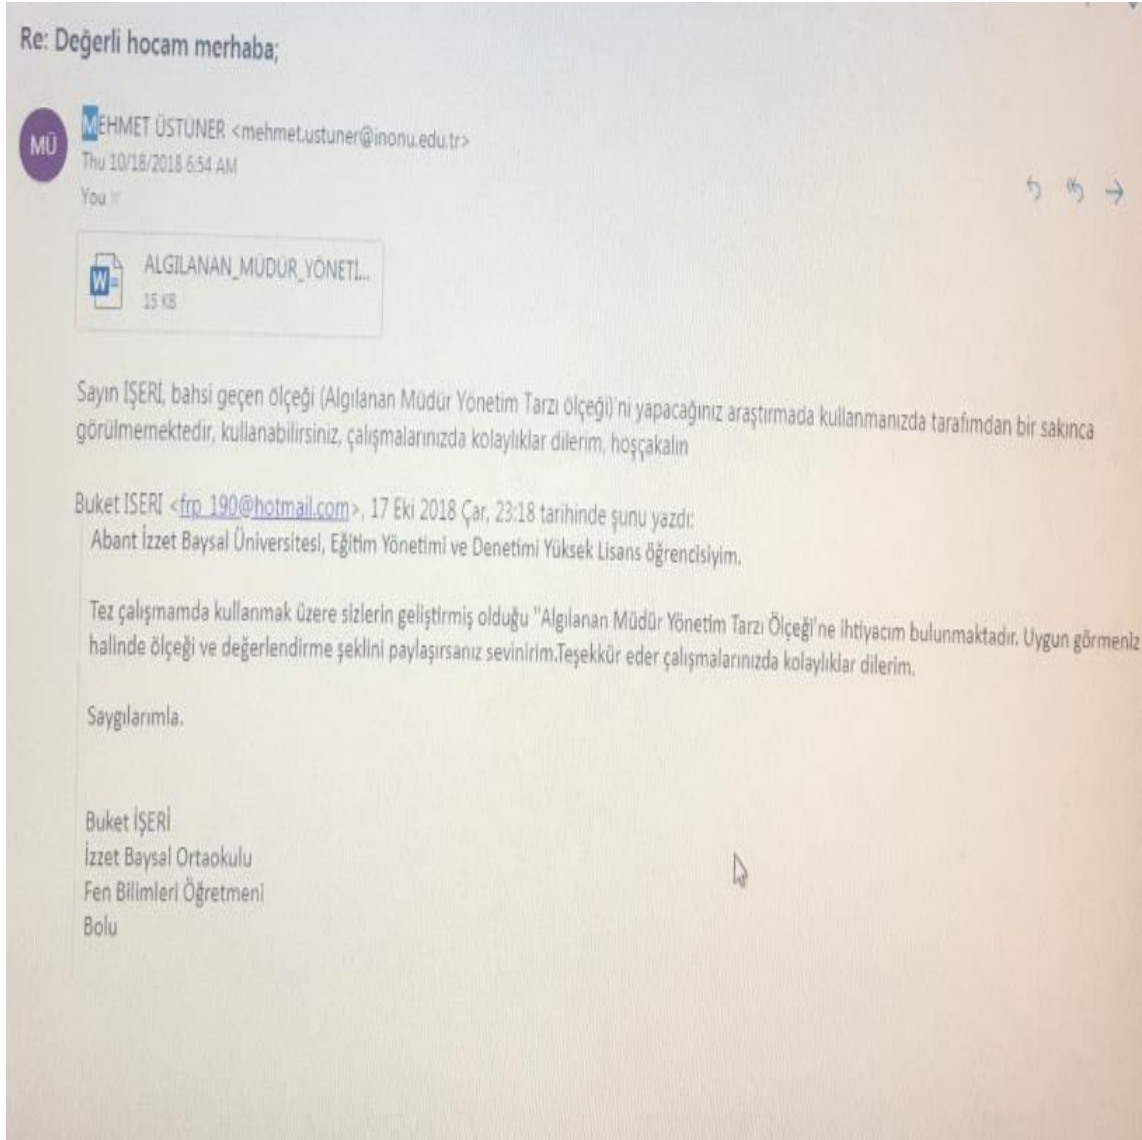 Re: Değerli hocam merhaba;
MÜ
MEHMET ÜSTÜNER <mehmet.ustuner@inonu.edu.tr>
Thu 10/18/2018 6:54 AM
You
ALGILANAN_MÜDÜR_YÖNETİ...
15 KB
Sayın İŞERİ, bahsi geçen ölçeği (Algılanan Müdür Yönetim Tarzı ölçeği)'ni yapacağınız araştırmada kullanmanızda tarafımdan bir sakınca
görülmemektedir, kullanabilirsiniz, çalışmalarınızda kolaylıklar dilerim, hoşçakalın
Buket ISERI <frp_190@hotmail.com>, 17 Eki 2018 Çar, 23:18 tarihinde şunu yazdı:
Abant İzzet Baysal Üniversitesi, Eğitim Yönetimi ve Denetimi Yüksek Lisans öğrencisiyim.
Tez çalışmamda kullanmak üzere sizlerin geliştirmiş olduğu "Algılanan Müdür Yönetim Tarzı Ölçeği'ne ihtiyacım bulunmaktadır. Uygun görmeniz
halinde ölçeği ve değerlendirme şeklini paylaşırsanız sevinirim.Teşekkür eder çalışmalarınızda kolaylıklar dilerim.
Saygılarımla.
Buket İŞERİ
İzzet Baysal Ortaokulu
Fen Bilimleri Öğretmeni
Bolu